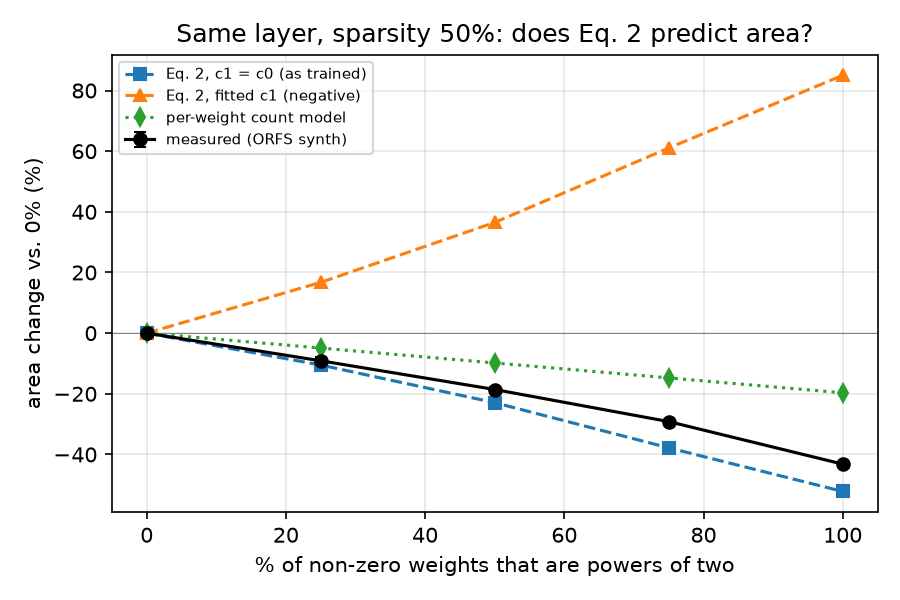 Same layer, sparsity 50%: does Eq. 2 predict area?
Eq. 2, c1 = c0 (as trained)
Eq. 2, fitted c1 (negative)
per-weight count model
measured (ORFS synth)
area change vs. 0% (%)
80
60
40
20
0
−20
−40
0 20 40 60 80 100
% of non-zero weights that are powers of two